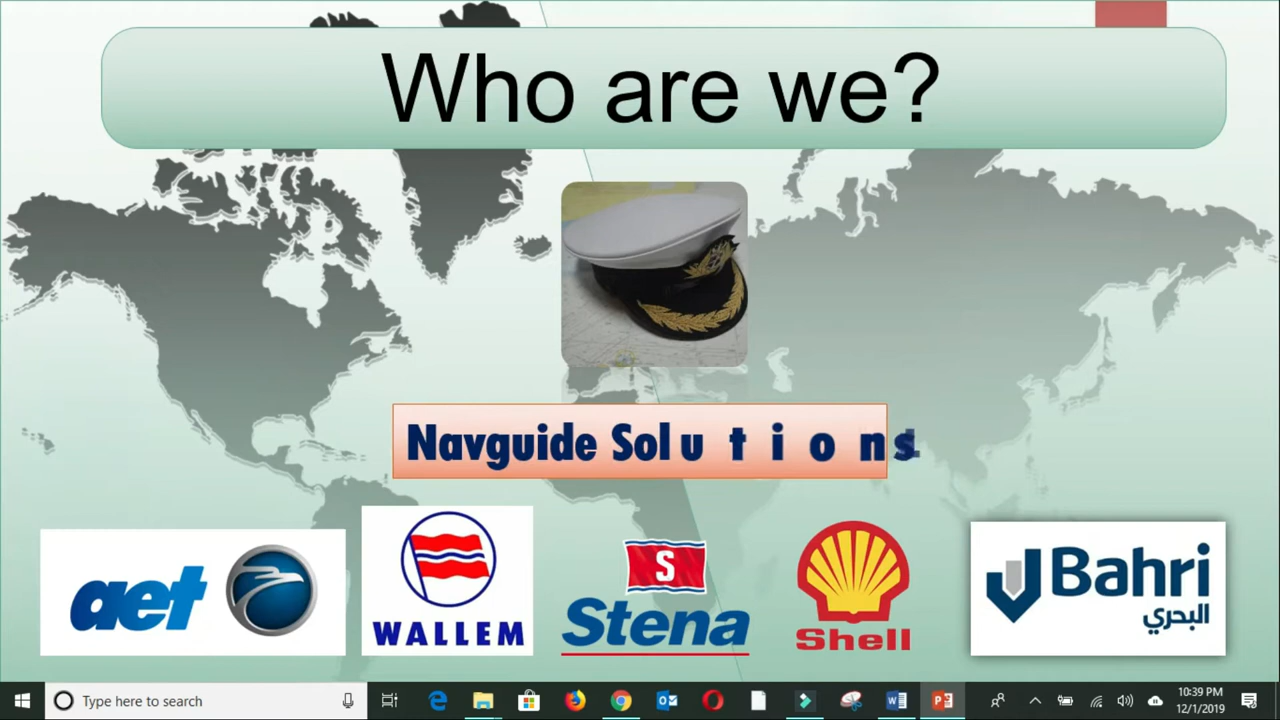 Who are we?
Navguide Solutions
aet
WALLEM
S
Stena
Shell
Bahri
البحري
Type here to search
10:39 PM
12/1/2019